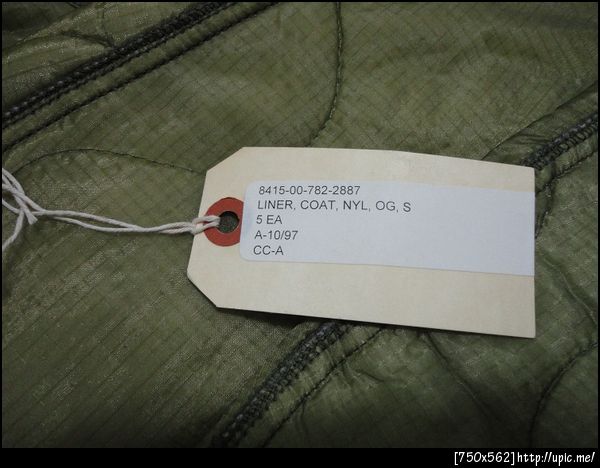 8415-00-782-2887
LINER, COAT, NYL, OG, S
5 EA
A-10/97
CC-A
[750x562]http://upic.me/